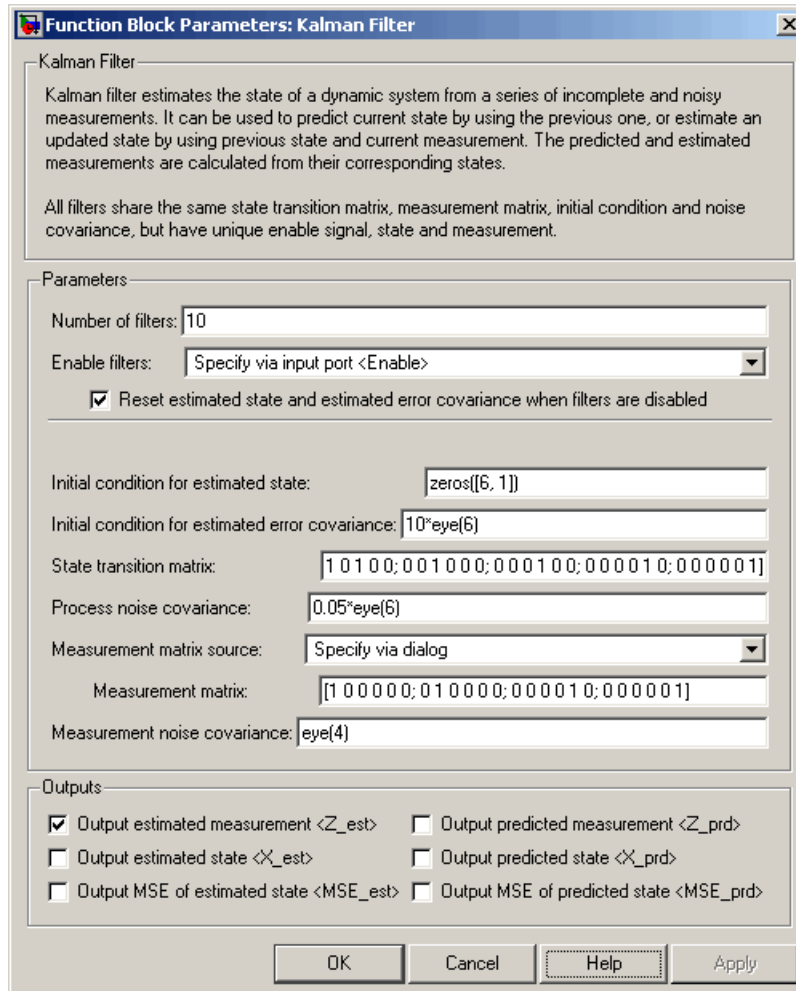 Function Block Parameters: Kalman Filter
Kalman Filter
Kalman filter estimates the state of a dynamic system from a series of incomplete and noisy
measurements. It can be used to predict current state by using the previous one, or estimate an
updated state by using previous state and current measurement. The predicted and estimated
measurements are calculated from their corresponding states.
All filters share the same state transition matrix, measurement matrix, initial condition and noise
covariance, but have unique enable signal, state and measurement.
Parameters
Number of filters: 10
Enable filters: Specify via input port <Enable>
Reset estimated state and estimated error covariance when filters are disabled
Initial condition for estimated state: zeros([6, 1])
Initial condition for estimated error covariance: 10*eye(6)
State transition matrix: 1 0 1 0 0; 0 0 1 0 0 0; 0 0 0 1 0 0; 0 0 0 0 1 0; 0 0 0 0 0 1]
Process noise covariance: 0.05*eye(6)
Measurement matrix source: Specify via dialog
Measurement matrix: [1 0 0 0 0 0; 0 1 0 0 0 0; 0 0 0 0 1 0; 0 0 0 0 0 1]
Measurement noise covariance: eye(4)
Outputs
Output estimated measurement <Z_est> Output predicted measurement <Z_prd>
Output estimated state <X_est> Output predicted state <X_prd>
Output MSE of estimated state <MSE_est> Output MSE of predicted state <MSE_prd>
OK Cancel Help Apply